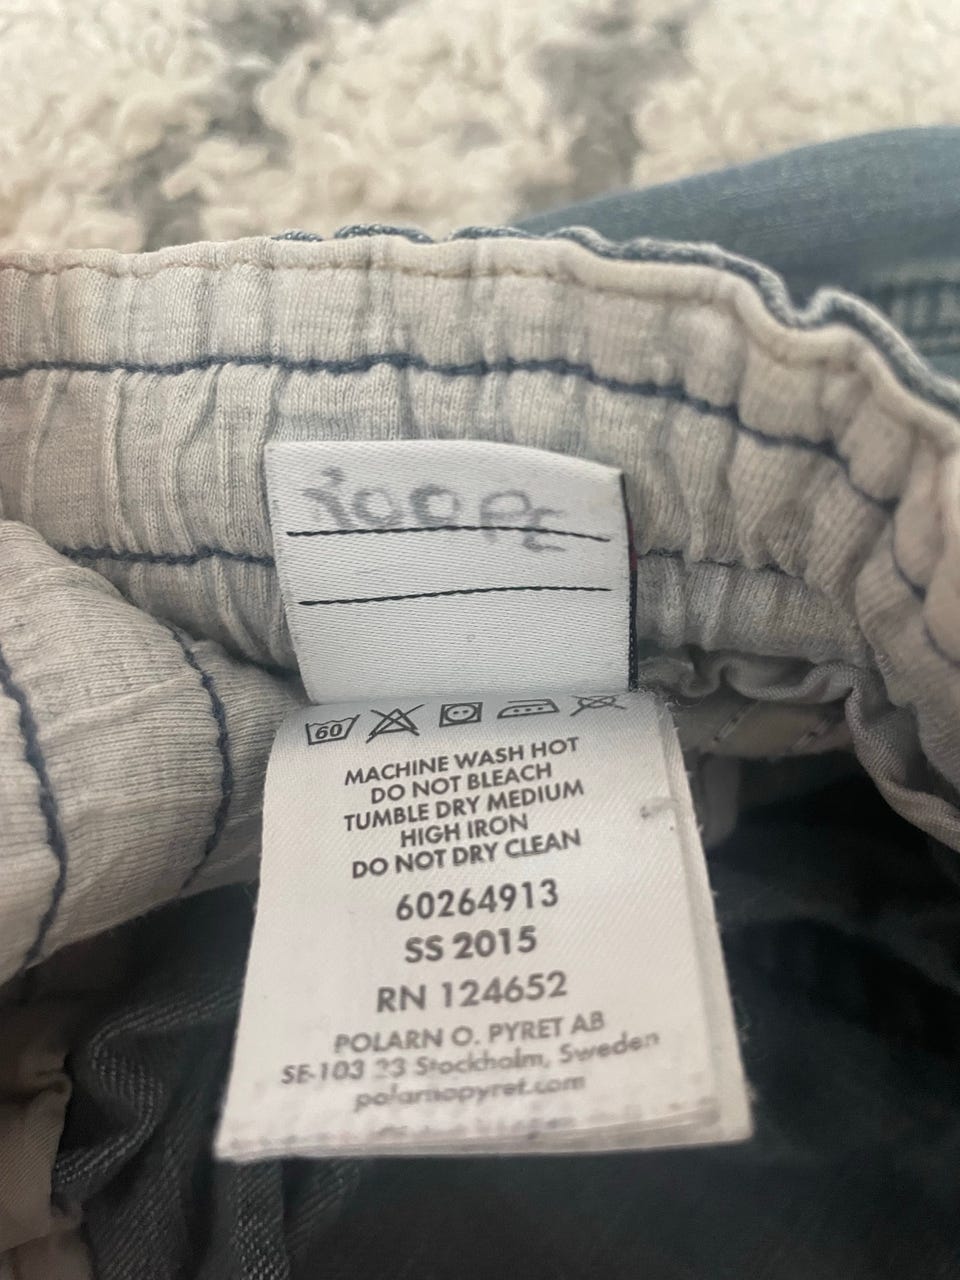 60
MACHINE WASH HOT
DO NOT BLEACH
TUMBLE DRY MEDIUM
HIGH IRON
DO NOT DRY CLEAN
60264913
SS 2015
RN 124652
POLARN O. PYRET AB
SE-103 23 Stockholm, Sweden
polarnopyret.com